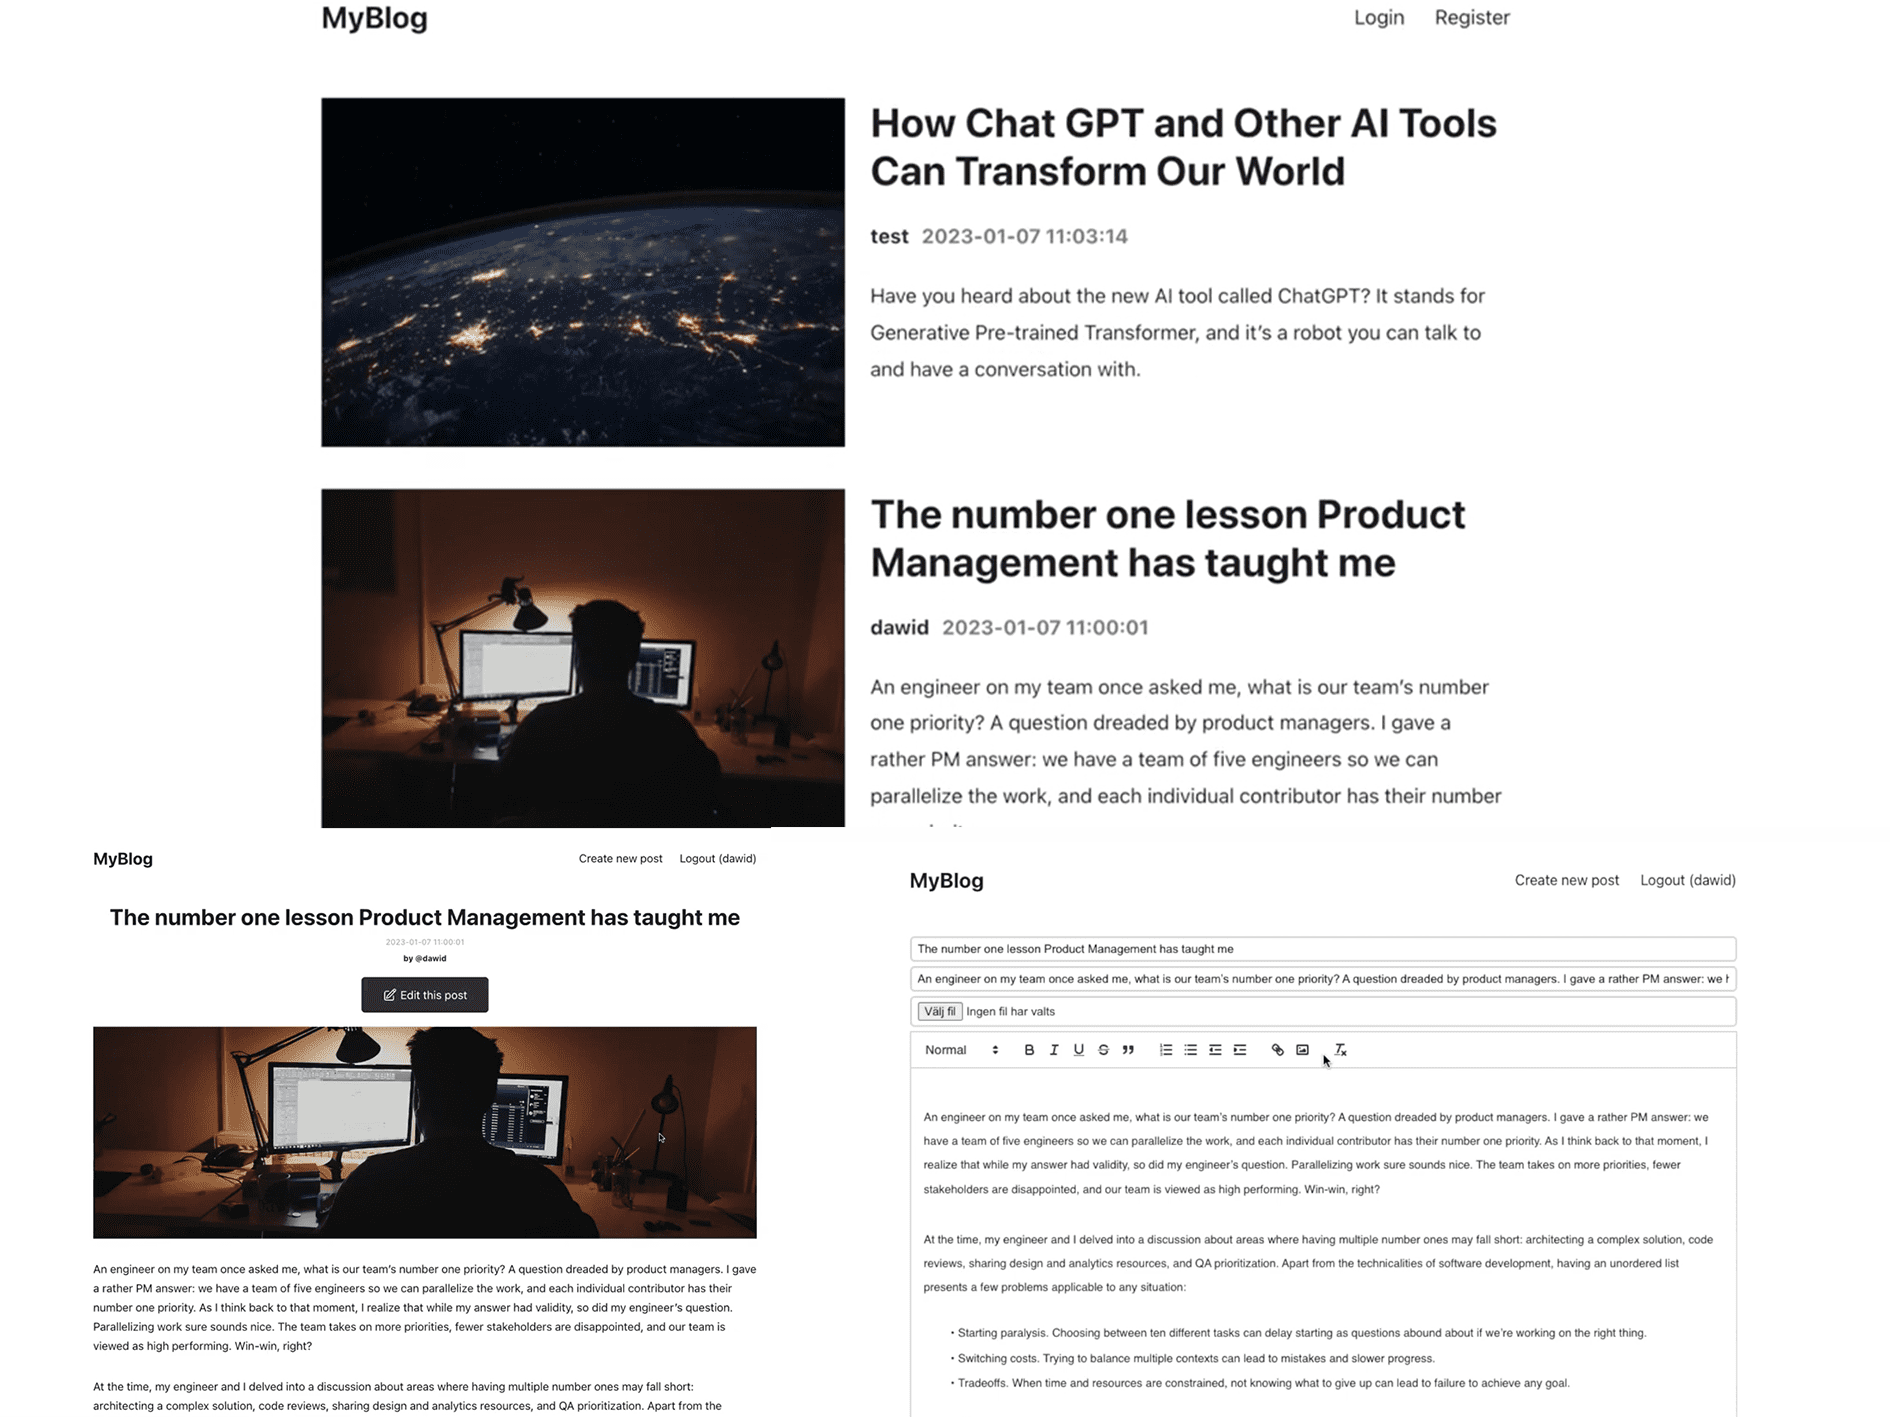 MyBlog
Login Register
How Chat GPT and Other AI Tools
Can Transform Our World
test 2023-01-07 11:03:14
Have you heard about the new AI tool called ChatGPT? It stands for
Generative Pre-trained Transformer, and it’s a robot you can talk to
and have a conversation with.
The number one lesson Product
Management has taught me
dawid 2023-01-07 11:00:01
An engineer on my team once asked me, what is our team’s number
one priority? A question dreaded by product managers. I gave a
rather PM answer: we have a team of five engineers so we can
parallelize the work, and each individual contributor has their number
MyBlog
Create new post Logout (dawid)
The number one lesson Product Management has taught me
2023-01-07 11:00:01
by @dawid
Edit this post
An engineer on my team once asked me, what is our team’s number one priority? A question dreaded by product managers. I gave
a rather PM answer: we have a team of five engineers so we can parallelize the work, and each individual contributor has their
number one priority. As I think back to that moment, I realize that while my answer had validity, so did my engineer’s question.
Parallelizing work sure sounds nice. The team takes on more priorities, fewer stakeholders are disappointed, and our team is
viewed as high performing. Win-win, right?
At the time, my engineer and I delved into a discussion about areas where having multiple number ones may fall short:
architecting a complex solution, code reviews, sharing design and analytics resources, and QA prioritization. Apart from the
MyBlog
Create new post Logout (dawid)
The number one lesson Product Management has taught me
An engineer on my team once asked me, what is our team’s number one priority? A question dreaded by product managers. I gave a rather PM answer: we
Välj fil Ingen fil har valts
Normal
An engineer on my team once asked me, what is our team’s number one priority? A question dreaded by product managers. I gave a rather PM answer: we
have a team of five engineers so we can parallelize the work, and each individual contributor has their number one priority. As I think back to that moment, I
realize that while my answer had validity, so did my engineer’s question. Parallelizing work sure sounds nice. The team takes on more priorities, fewer
stakeholders are disappointed, and our team is viewed as high performing. Win-win, right?
At the time, my engineer and I delved into a discussion about areas where having multiple number ones may fall short: architecting a complex solution, code
reviews, sharing design and analytics resources, and QA prioritization. Apart from the technicalities of software development, having an unordered list
presents a few problems applicable to any situation:
• Starting paralysis. Choosing between ten different tasks can delay starting as questions abound about if we’re working on the right thing.
• Switching costs. Trying to balance multiple contexts can lead to mistakes and slower progress.
• Tradeoffs. When time and resources are constrained, not knowing what to give up can lead to failure to achieve any goal.